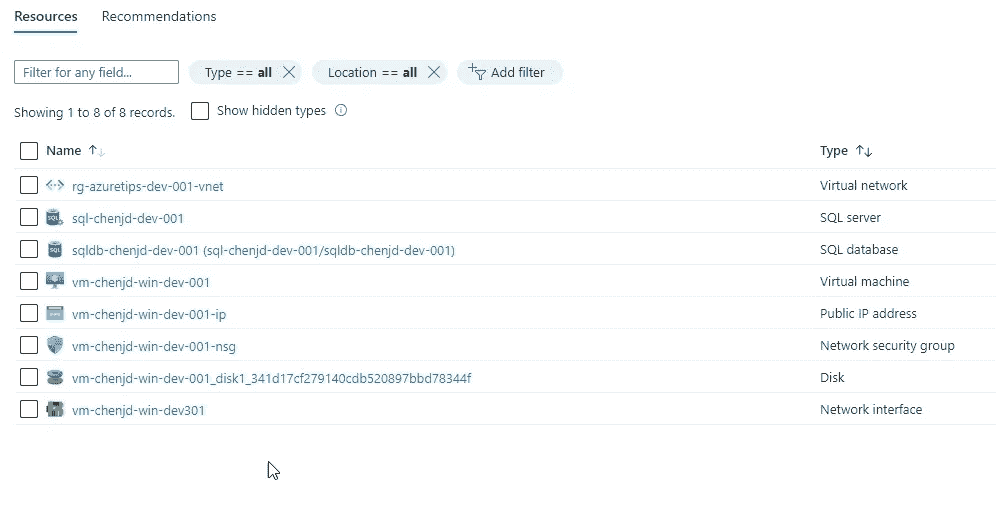 Resources Recommendations
Filter for any field... Type == all Location == all Add filter
Showing 1 to 8 of 8 records. Show hidden types
Name Type
rg-azuretips-dev-001-vnet Virtual network
sql-chenjd-dev-001 SQL server
sqldb-chenjd-dev-001 (sql-chenjd-dev-001/sqldb-chenjd-dev-001) SQL database
vm-chenjd-win-dev-001 Virtual machine
vm-chenjd-win-dev-001-ip Public IP address
vm-chenjd-win-dev-001-nsg Network security group
vm-chenjd-win-dev-001_disk1_341d17cf279140cdb520897bbd78344f Disk
vm-chenjd-win-dev301 Network interface